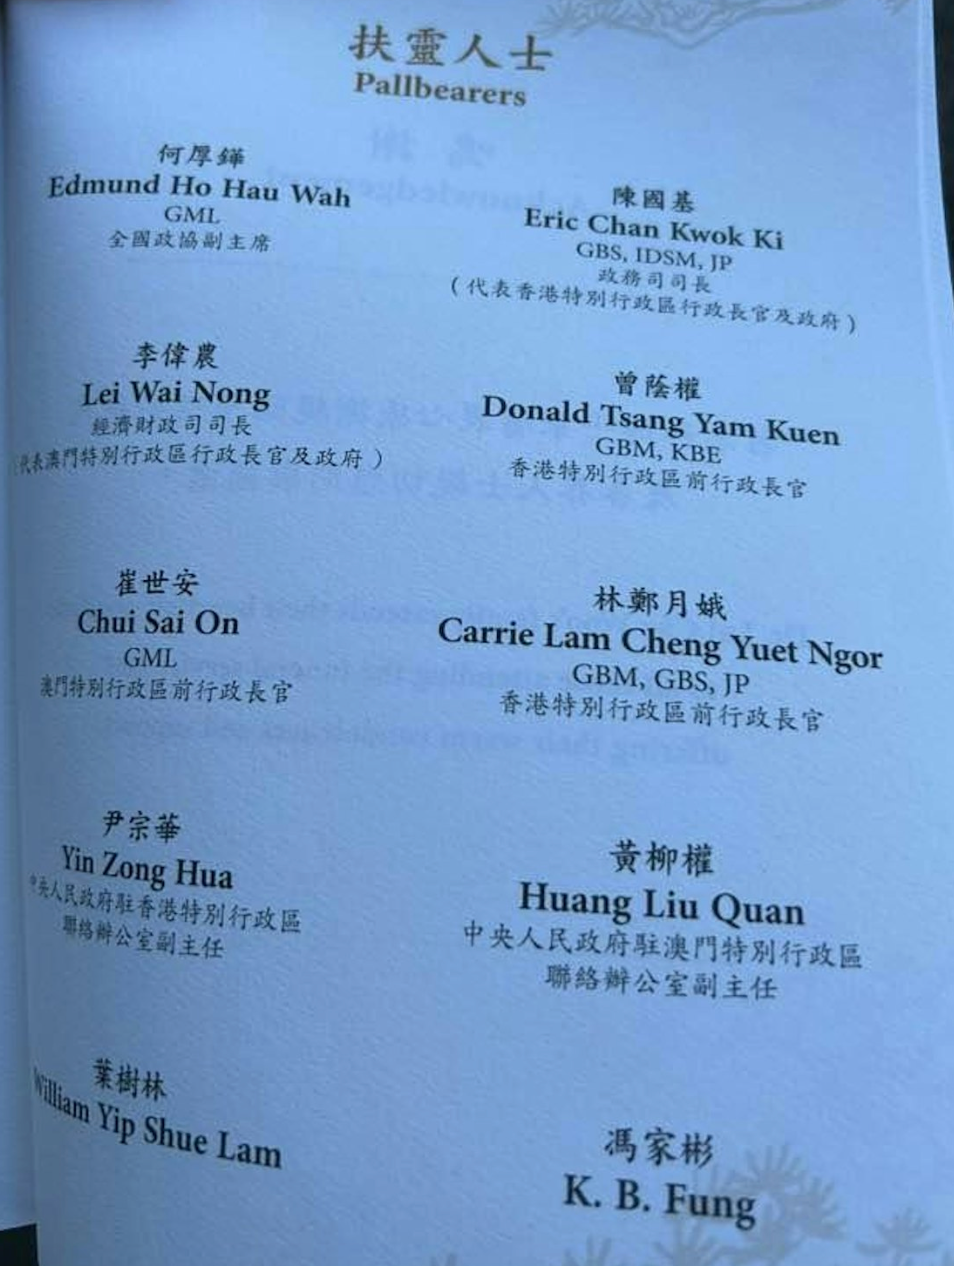 扶靈人士
Pallbearers
何厚鏵
Edmund Ho Hau Wah
GML
全國政協副主席
陳國基
Eric Chan Kwok Ki
GBS, IDSM, JP
政務司司長
(代表香港特別行政區行政長官及政府)
李偉農
Lei Wai Nong
經濟財政司司長
代表澳門特別行政區行政長官及政府)
曾蔭權
Donald Tsang Yam Kuen
GBM, KBE
香港特別行政區前行政長官
崔世安
Chui Sai On
GML
澳門特別行政區前行政長官
林鄭月娥
Carrie Lam Cheng Yuet Ngor
GBM, GBS, JP
香港特別行政區前行政長官
尹宗華
Yin Zong Hua
中央人民政府駐香港特別行政區
聯絡辦公室副主任
黃柳權
Huang Liu Quan
中央人民政府駐澳門特別行政區
聯絡辦公室副主任
葉樹林
William Yip Shue Lam
馮家彬
K. B. Fung